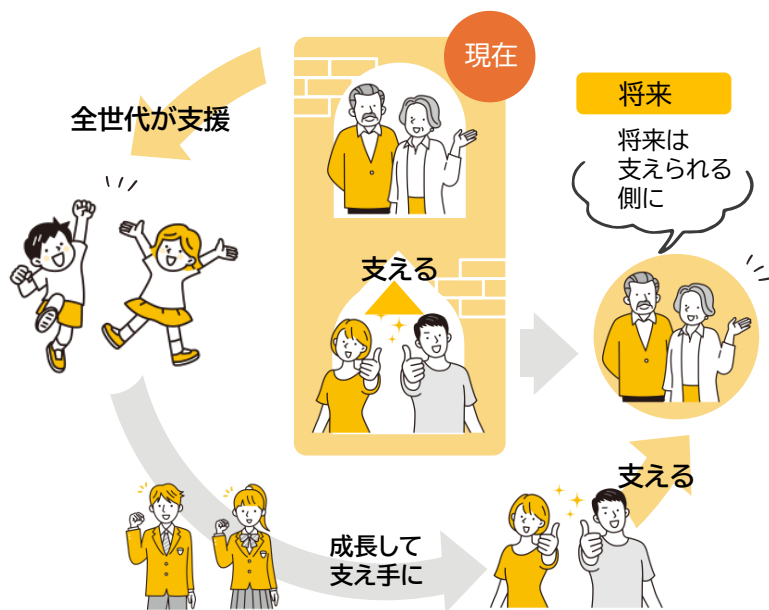 現在
全世代が支援
支える
将来
将来は
支えられる
側に
支える
成長して
支え手に